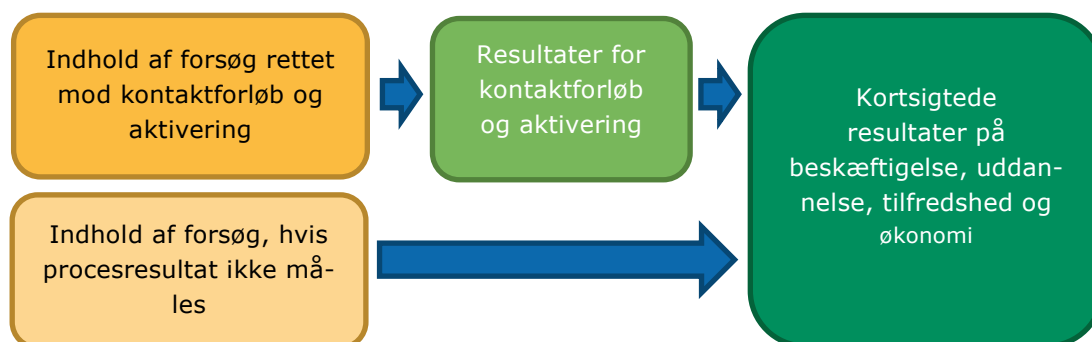 Indhold af forsøg rettet
mod kontaktforløb og
aktivering
Resultater for
kontaktforløb
og aktivering
Kortsigtede
resultater på
beskæftigelse, uddan-
nelse, tilfredshed og
økonomi
Indhold af forsøg, hvis
procesresultat ikke må-
les